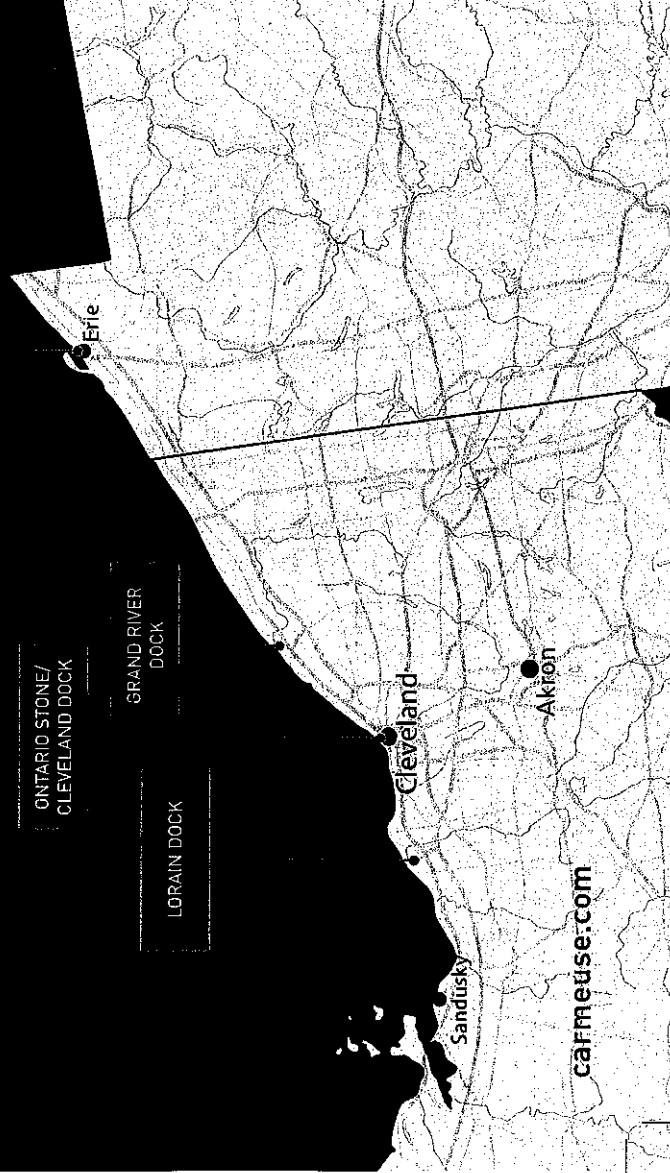 ONTARIO STONE/
CLEVELAND DOCK
GRAND RIVER
DOCK
LORAIN DOCK
Erie
Cleveland
Akron
Sandusky
carmeuse.com